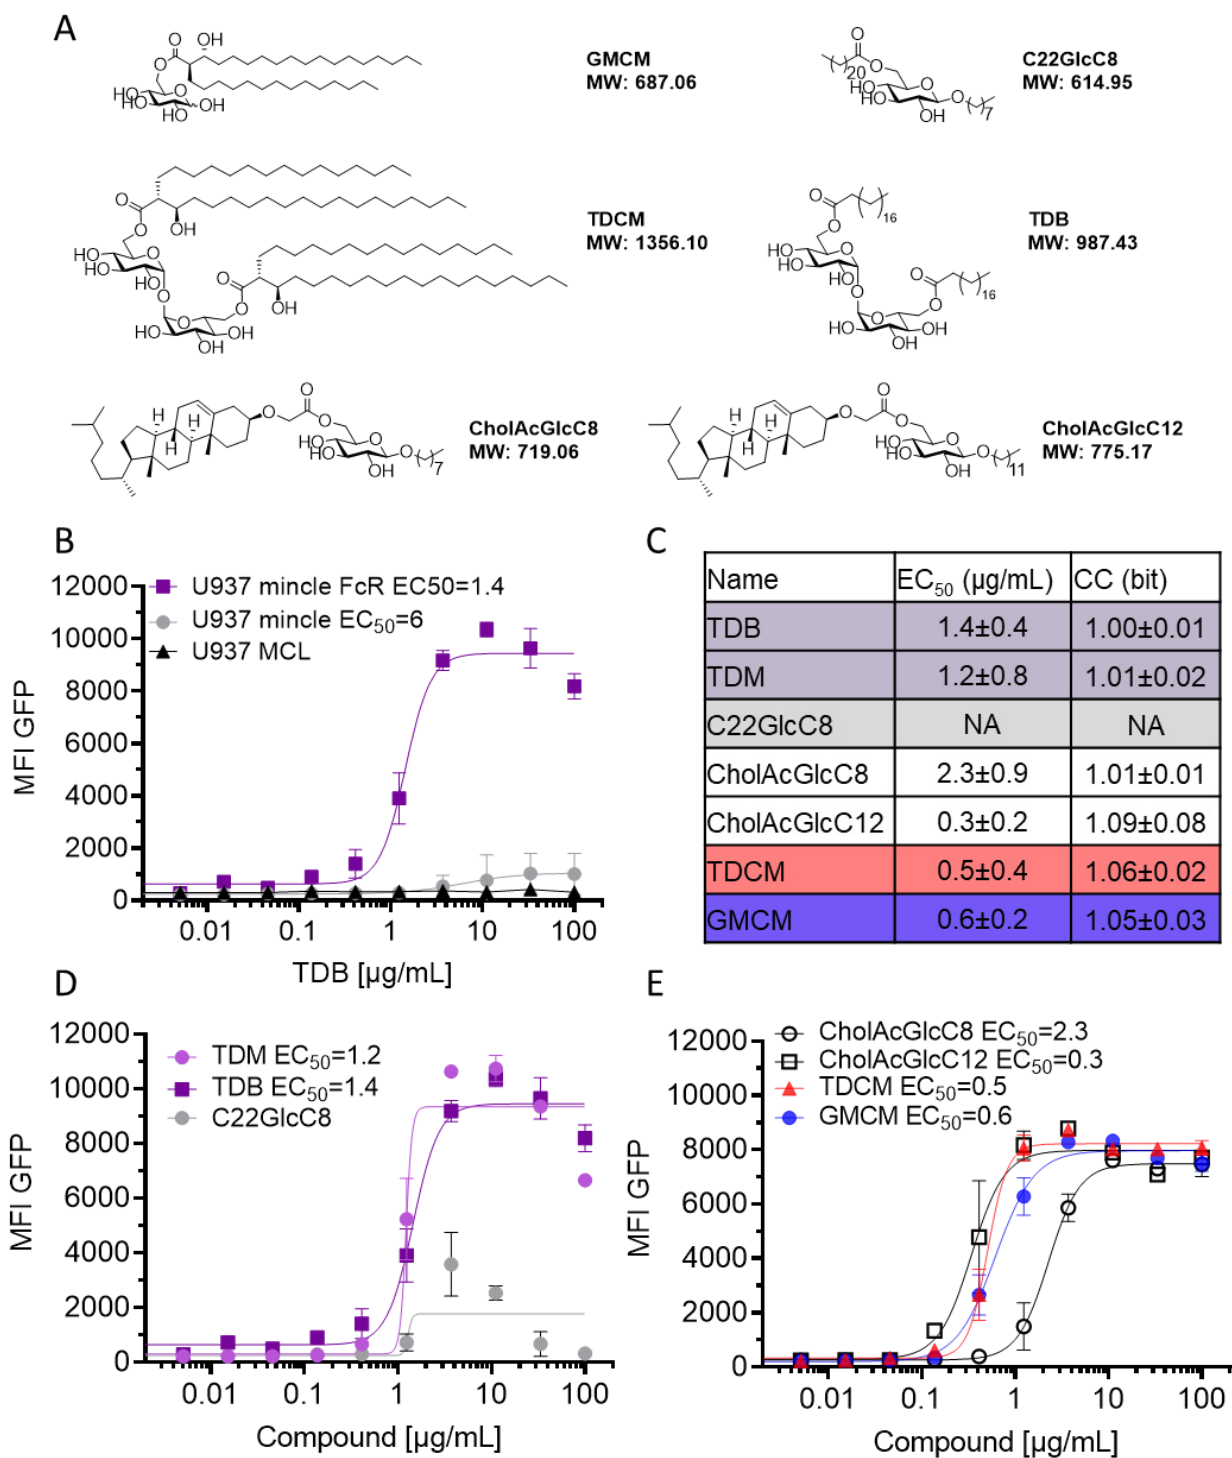 A
GMCM
MW: 687.06
C22GlcC8
MW: 614.95
TDCM
MW: 1356.10
TDB
MW: 987.43
CholAcGlcC8
MW: 719.06
CholAcGlcC12
MW: 775.17
B
12000
10000
8000
6000
4000
2000
0
MFI GFP
U937 mincle FcR EC50=1.4
U937 mincle EC₅₀=6
U937 MCL
0.01 0.1 1 10 100
TDB [µg/mL]
C
Name EC₅₀ (µg/mL) CC (bit)
TDB 1.4±0.4 1.00±0.01
TDM 1.2±0.8 1.01±0.02
C22GlcC8 NA NA
CholAcGlcC8 2.3±0.9 1.01±0.01
CholAcGlcC12 0.3±0.2 1.09±0.08
TDCM 0.5±0.4 1.06±0.02
GMCM 0.6±0.2 1.05±0.03
D
12000
10000
8000
6000
4000
2000
0
MFI GFP
TDM EC₅₀=1.2
TDB EC₅₀=1.4
C22GlcC8
0.01 0.1 1 10 100
Compound [µg/mL]
E
12000
10000
8000
6000
4000
2000
0
MFI GFP
CholAcGlcC8 EC₅₀=2.3
CholAcGlcC12 EC₅₀=0.3
TDCM EC₅₀=0.5
GMCM EC₅₀=0.6
0.01 0.1 1 10 100
Compound [µg/mL]